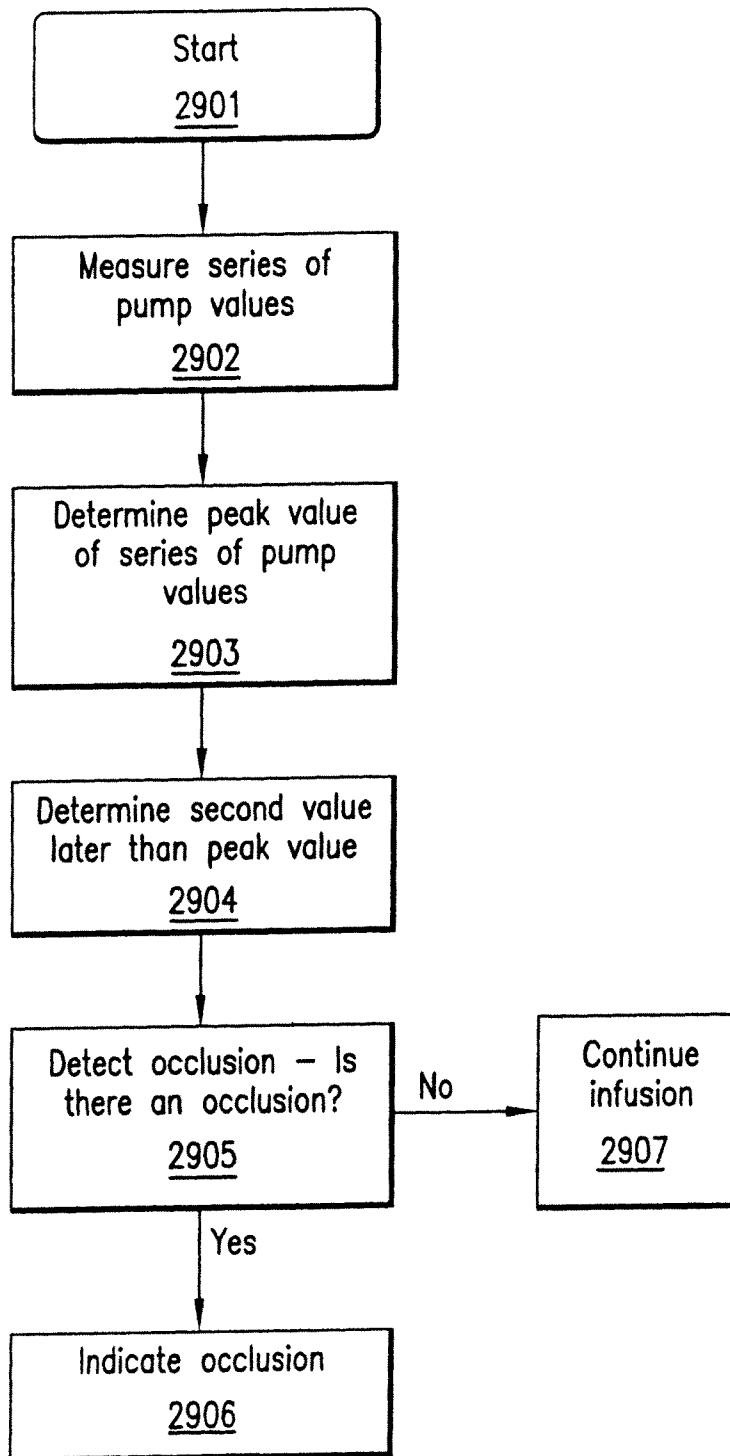 Start
2901
Measure series of
pump values
2902
Determine peak value
of series of pump
values
2903
Determine second value
later than peak value
2904
Detect occlusion – Is
there an occlusion?
2905
No
Continue
infusion
2907
Yes
Indicate occlusion
2906